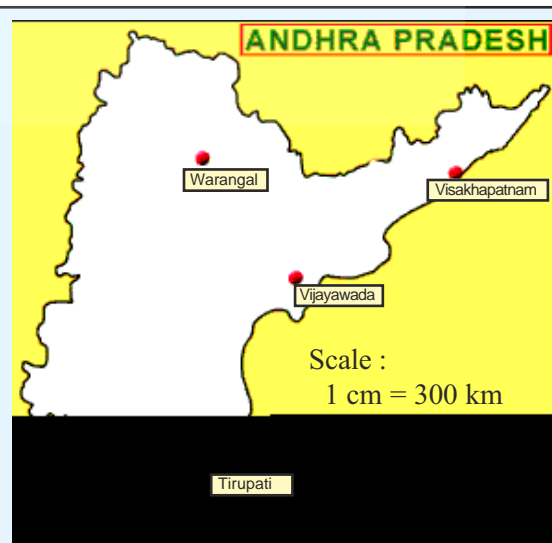 ANDHRA PRADESH
Warangal
Visakhapatnam
Vijayawada
Scale :
1 cm = 300 km
Tirupati